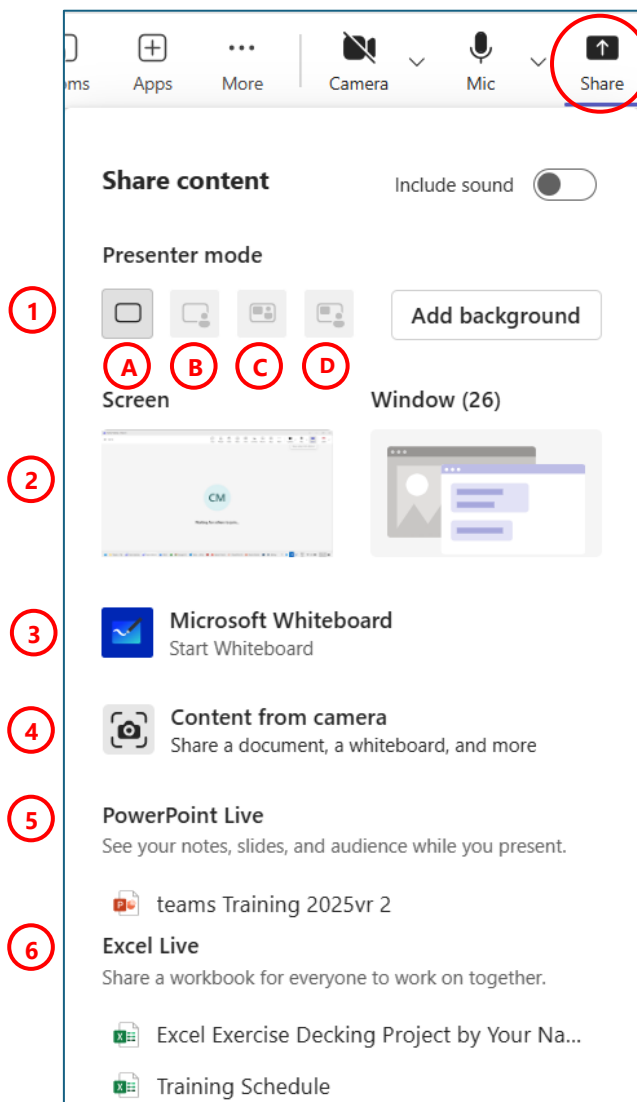 ms Apps More Camera Mic Share
Share content Include sound
Presenter mode
1 Add background
A B C D
Screen Window (26)
2
CM
3 Microsoft Whiteboard
Start Whiteboard
4 Content from camera
Share a document, a whiteboard, and more
5 PowerPoint Live
See your notes, slides, and audience while you present.
teams Training 2025vr 2
6 Excel Live
Share a workbook for everyone to work on together.
Excel Exercise Decking Project by Your Na...
Training Schedule